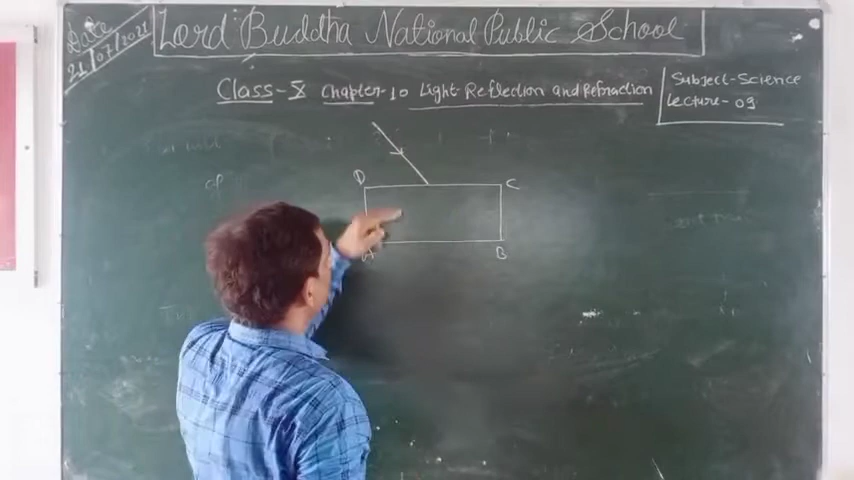 Date
21/07/2021
Lord Buddha National Public School
Class-X Chapter-10 Light-Reflection and Refraction
Subject-Science
Lecture-09
D
C
A
B